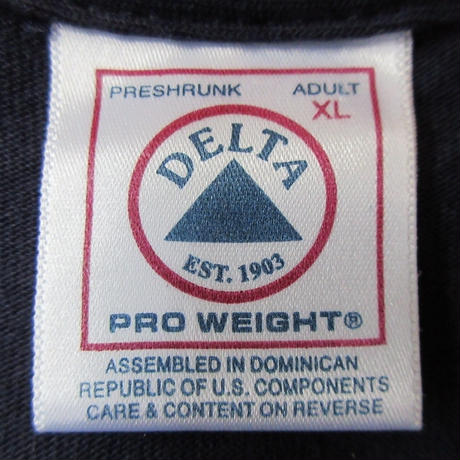 PRESHRUNK ADULT
XL
DELTA
EST. 1903
PRO WEIGHT®
ASSEMBLED IN DOMINICAN
REPUBLIC OF U.S. COMPONENTS
CARE & CONTENT ON REVERSE